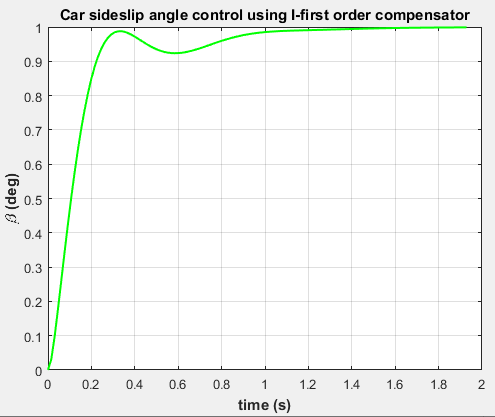 Car sideslip angle control using I-first order compensator
1
0.9
0.8
0.7
0.6
0.5
0.4
0.3
0.2
0.1
0
β (deg)
0 0.2 0.4 0.6 0.8 1 1.2 1.4 1.6 1.8 2
time (s)